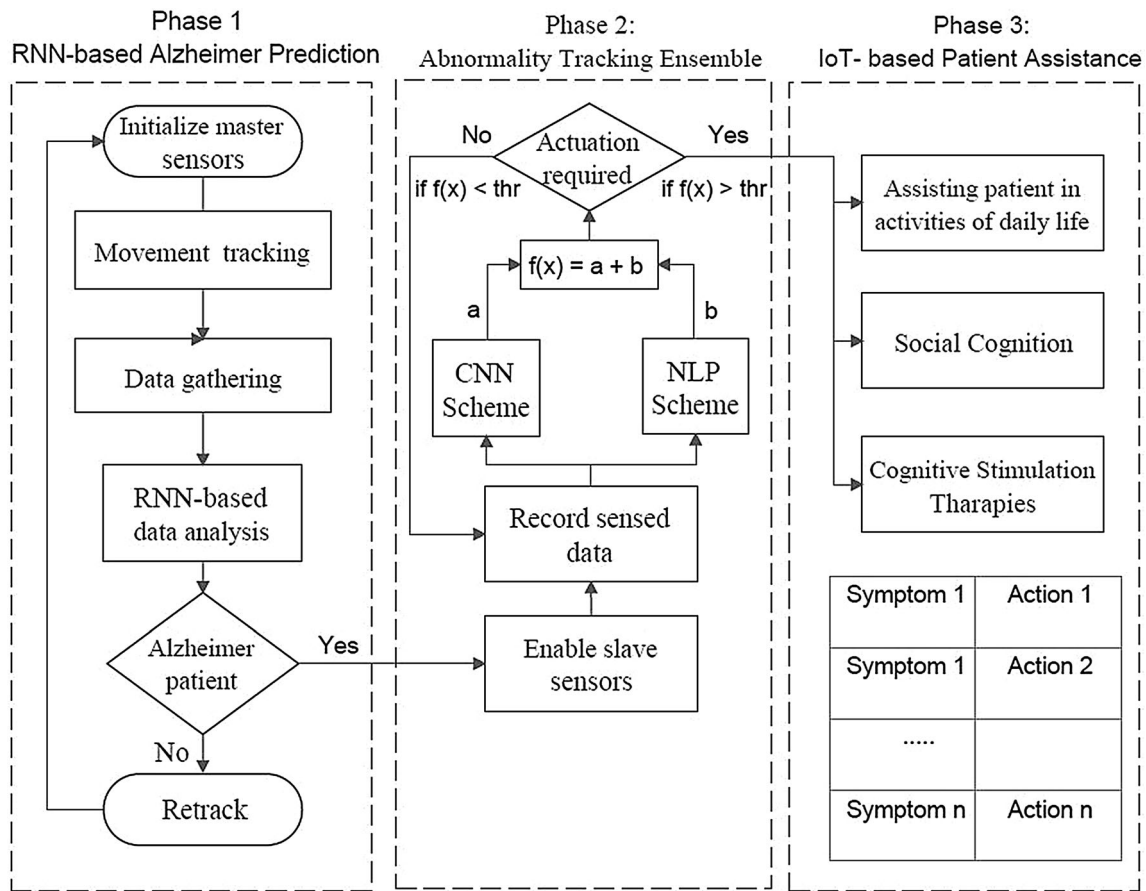 Phase 1
RNN-based Alzheimer Prediction
Initialize master
sensors
Movement tracking
Data gathering
RNN-based
data analysis
Alzheimer
patient
Yes
No
Retrack
Phase 2:
Abnormality Tracking Ensemble
No
Actuation
required
Yes
if f(x) < thr
if f(x) > thr
f(x) = a + b
a
b
CNN
Scheme
NLP
Scheme
Record sensed
data
Enable slave
sensors
Phase 3:
IoT- based Patient Assistance
Assisting patient in
activities of daily life
Social Cognition
Cognitive Stimulation
Tharapies
Symptom 1 Action 1
Symptom 1 Action 2
.....
Symptom n Action n